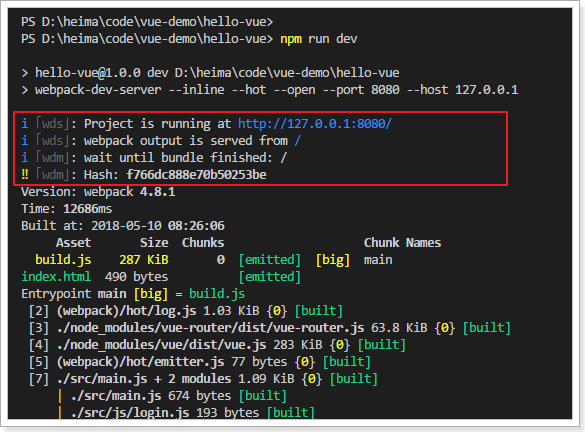 PS D:\heima\code\vue-demo\hello-vue>
PS D:\heima\code\vue-demo\hello-vue> npm run dev
> hello-vue@1.0.0 dev D:\heima\code\vue-demo\hello-vue
> webpack-dev-server --inline --hot --open --port 8080 --host 127.0.0.1
i ｢wds｣: Project is running at http://127.0.0.1:8080/
i ｢wds｣: webpack output is served from /
i ｢wdm｣: wait until bundle finished: /
‼ ｢wdm｣: Hash: f766dc888e70b50253be
Version: webpack 4.8.1
Time: 12686ms
Built at: 2018-05-10 08:26:06
Asset Size Chunks Chunk Names
build.js 287 KiB 0 [emitted] [big] main
index.html 490 bytes [emitted]
Entrypoint main [big] = build.js
[2] (webpack)/hot/log.js 1.03 KiB {0} [built]
[3] ./node_modules/vue-router/dist/vue-router.js 63.8 KiB {0} [built]
[4] ./node_modules/vue/dist/vue.js 283 KiB {0} [built]
[5] (webpack)/hot/emitter.js 77 bytes {0} [built]
[7] ./src/main.js + 2 modules 1.09 KiB {0} [built]
| ./src/main.js 674 bytes [built]
| ./src/js/login.js 193 bytes [built]